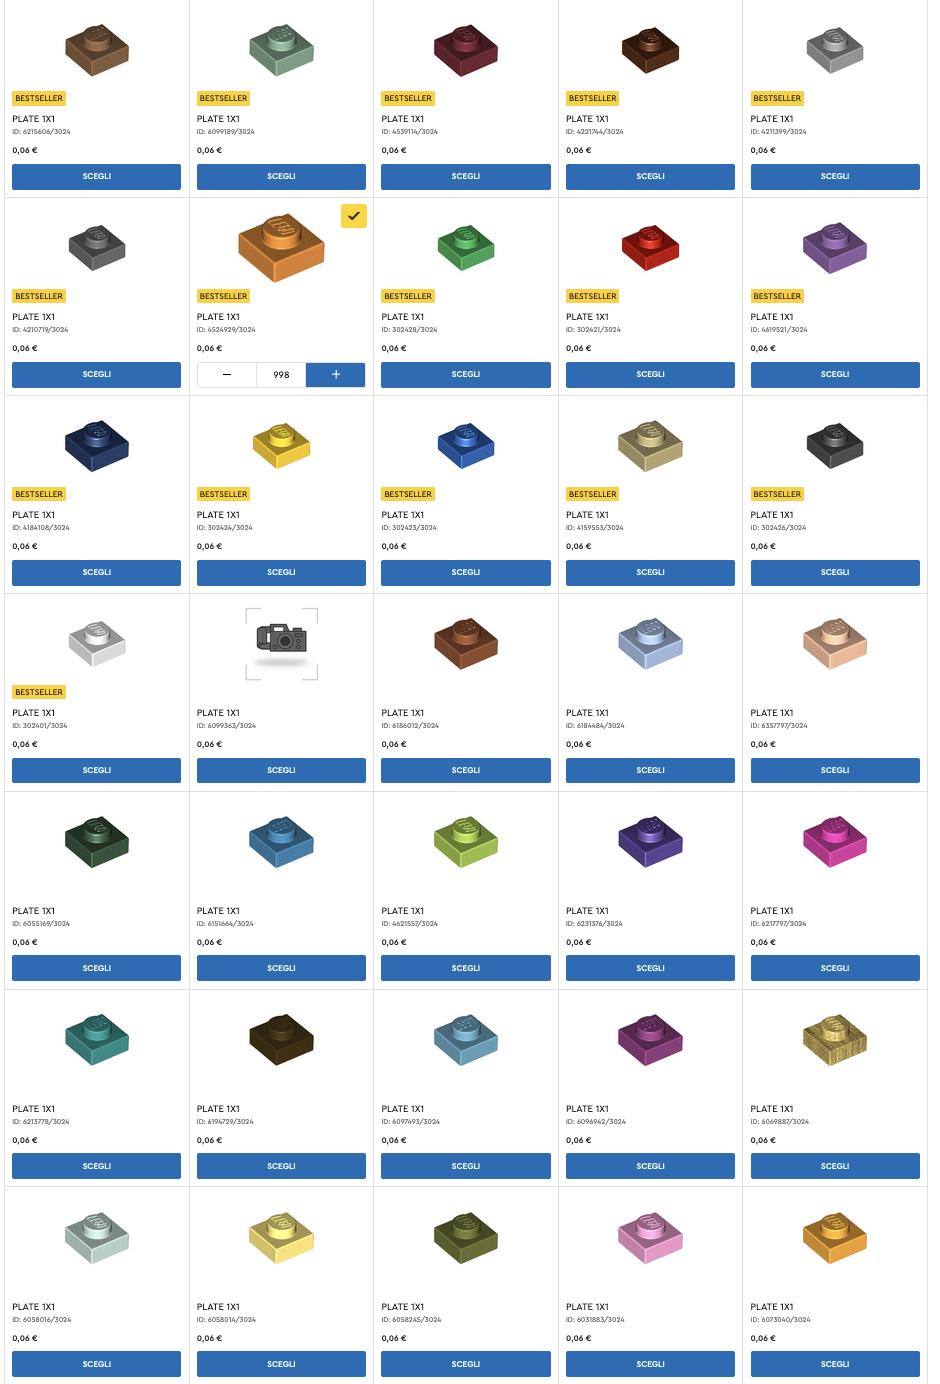 BESTSELLER
PLATE 1X1
ID: 6215606/3024
0,06 €
SCEGLI
BESTSELLER
PLATE 1X1
ID: 6099189/3024
0,06 €
SCEGLI
BESTSELLER
PLATE 1X1
ID: 4539114/3024
0,06 €
SCEGLI
BESTSELLER
PLATE 1X1
ID: 4221744/3024
0,06 €
SCEGLI
BESTSELLER
PLATE 1X1
ID: 4211399/3024
0,06 €
SCEGLI
BESTSELLER
PLATE 1X1
ID: 4210719/3024
0,06 €
SCEGLI
BESTSELLER
PLATE 1X1
ID: 4524929/3024
0,06 €
— 998 +
BESTSELLER
PLATE 1X1
ID: 302428/3024
0,06 €
SCEGLI
BESTSELLER
PLATE 1X1
ID: 302421/3024
0,06 €
SCEGLI
BESTSELLER
PLATE 1X1
ID: 4619521/3024
0,06 €
SCEGLI
BESTSELLER
PLATE 1X1
ID: 4184108/3024
0,06 €
SCEGLI
BESTSELLER
PLATE 1X1
ID: 302424/3024
0,06 €
SCEGLI
BESTSELLER
PLATE 1X1
ID: 302423/3024
0,06 €
SCEGLI
BESTSELLER
PLATE 1X1
ID: 4159553/3024
0,06 €
SCEGLI
BESTSELLER
PLATE 1X1
ID: 302426/3024
0,06 €
SCEGLI
BESTSELLER
PLATE 1X1
ID: 302401/3024
0,06 €
SCEGLI
PLATE 1X1
ID: 6099363/3024
0,06 €
SCEGLI
PLATE 1X1
ID: 6186012/3024
0,06 €
SCEGLI
PLATE 1X1
ID: 6184484/3024
0,06 €
SCEGLI
PLATE 1X1
ID: 6357797/3024
0,06 €
SCEGLI
PLATE 1X1
ID: 6055169/3024
0,06 €
SCEGLI
PLATE 1X1
ID: 6151664/3024
0,06 €
SCEGLI
PLATE 1X1
ID: 4621557/3024
0,06 €
SCEGLI
PLATE 1X1
ID: 6231376/3024
0,06 €
SCEGLI
PLATE 1X1
ID: 6217797/3024
0,06 €
SCEGLI
PLATE 1X1
ID: 6213778/3024
0,06 €
SCEGLI
PLATE 1X1
ID: 6194729/3024
0,06 €
SCEGLI
PLATE 1X1
ID: 6097493/3024
0,06 €
SCEGLI
PLATE 1X1
ID: 6096942/3024
0,06 €
SCEGLI
PLATE 1X1
ID: 6069887/3024
0,06 €
SCEGLI
PLATE 1X1
ID: 6058016/3024
0,06 €
SCEGLI
PLATE 1X1
ID: 6058014/3024
0,06 €
SCEGLI
PLATE 1X1
ID: 6058245/3024
0,06 €
SCEGLI
PLATE 1X1
ID: 6031883/3024
0,06 €
SCEGLI
PLATE 1X1
ID: 6073040/3024
0,06 €
SCEGLI